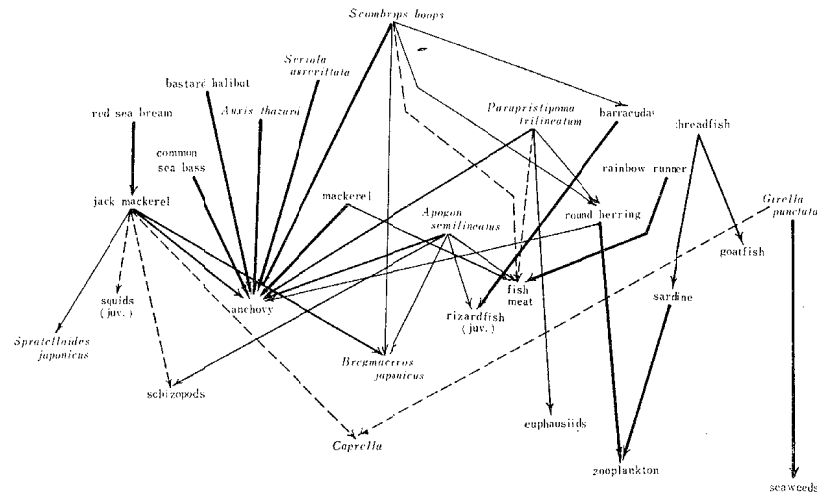 Scombrops boops
Seriola
aureovittata
bastard halibut
red sea bream
Auxis thazard
Parapristipoma
trilineatum
barracudas
threadfish
common
sea bass
rainbow runner
jack mackerel
mackerel
Apogon
semilineatus
round herring
Girella
punctata
goatfish
squids
(juv.)
anchovy
rizardfish
(juv.)
fish
meat
sardine
Spratelloides
japonicus
Bregmaceros
japonicus
schizopods
euphausiids
Caprella
zooplankton
seaweeds